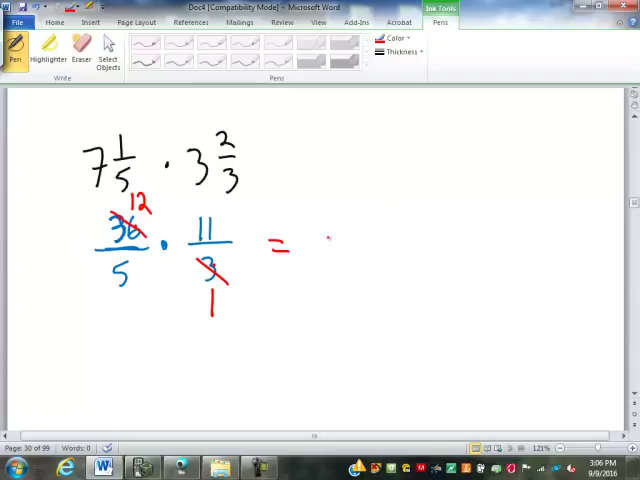 Doc4 [Compatibility Mode] - Microsoft Word
Ink Tools
File Home Insert Page Layout References Mailings Review View Add-Ins Acrobat Pens
Pen Highlighter Eraser Select Objects
Color
Thickness
Write Pens
7 1/5 · 3 2/3
12
36/5 · 11/3 =
1
Page: 30 of 99 Words: 0 121%
3:06 PM
9/9/2016